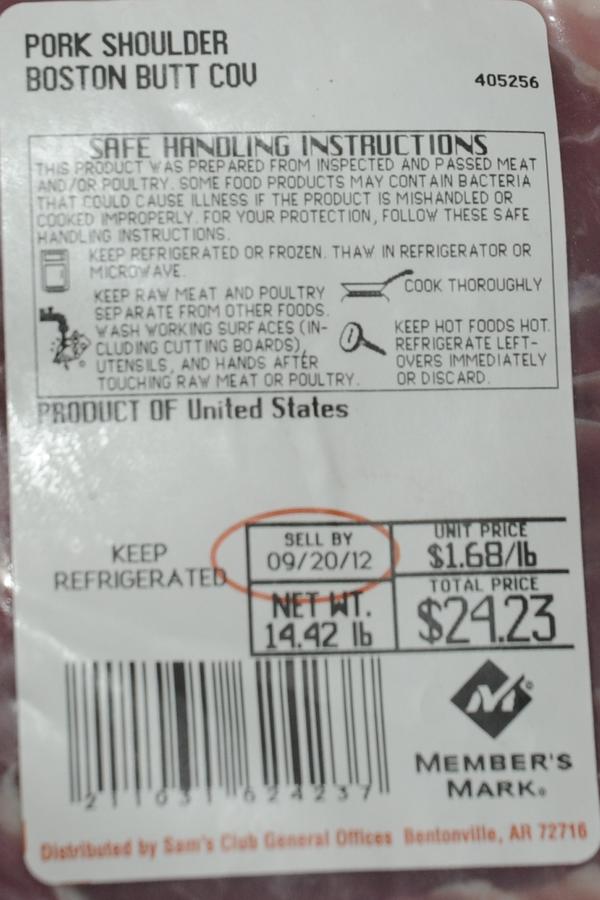 PORK SHOULDER
BOSTON BUTT COV
405256
SAFE HANDLING INSTRUCTIONS
THIS PRODUCT WAS PREPARED FROM INSPECTED AND PASSED MEAT
AND/OR POULTRY. SOME FOOD PRODUCTS MAY CONTAIN BACTERIA
THAT COULD CAUSE ILLNESS IF THE PRODUCT IS MISHANDLED OR
COOKED IMPROPERLY. FOR YOUR PROTECTION, FOLLOW THESE SAFE
HANDLING INSTRUCTIONS.
KEEP REFRIGERATED OR FROZEN. THAW IN REFRIGERATOR OR
MICROWAVE.
KEEP RAW MEAT AND POULTRY
SEPARATE FROM OTHER FOODS.
WASH WORKING SURFACES (IN-
CLUDING CUTTING BOARDS),
UTENSILS, AND HANDS AFTER
TOUCHING RAW MEAT OR POULTRY.
COOK THOROUGHLY
KEEP HOT FOODS HOT.
REFRIGERATE LEFT-
OVERS IMMEDIATELY
OR DISCARD.
PRODUCT OF United States
KEEP
REFRIGERATED
SELL BY
09/20/12
UNIT PRICE
$1.68/lb
NET WT.
14.42 lb
TOTAL PRICE
$24.23
MEMBER'S
MARK®
Distributed by Sam's Club General Offices Bentonville, AR 72716